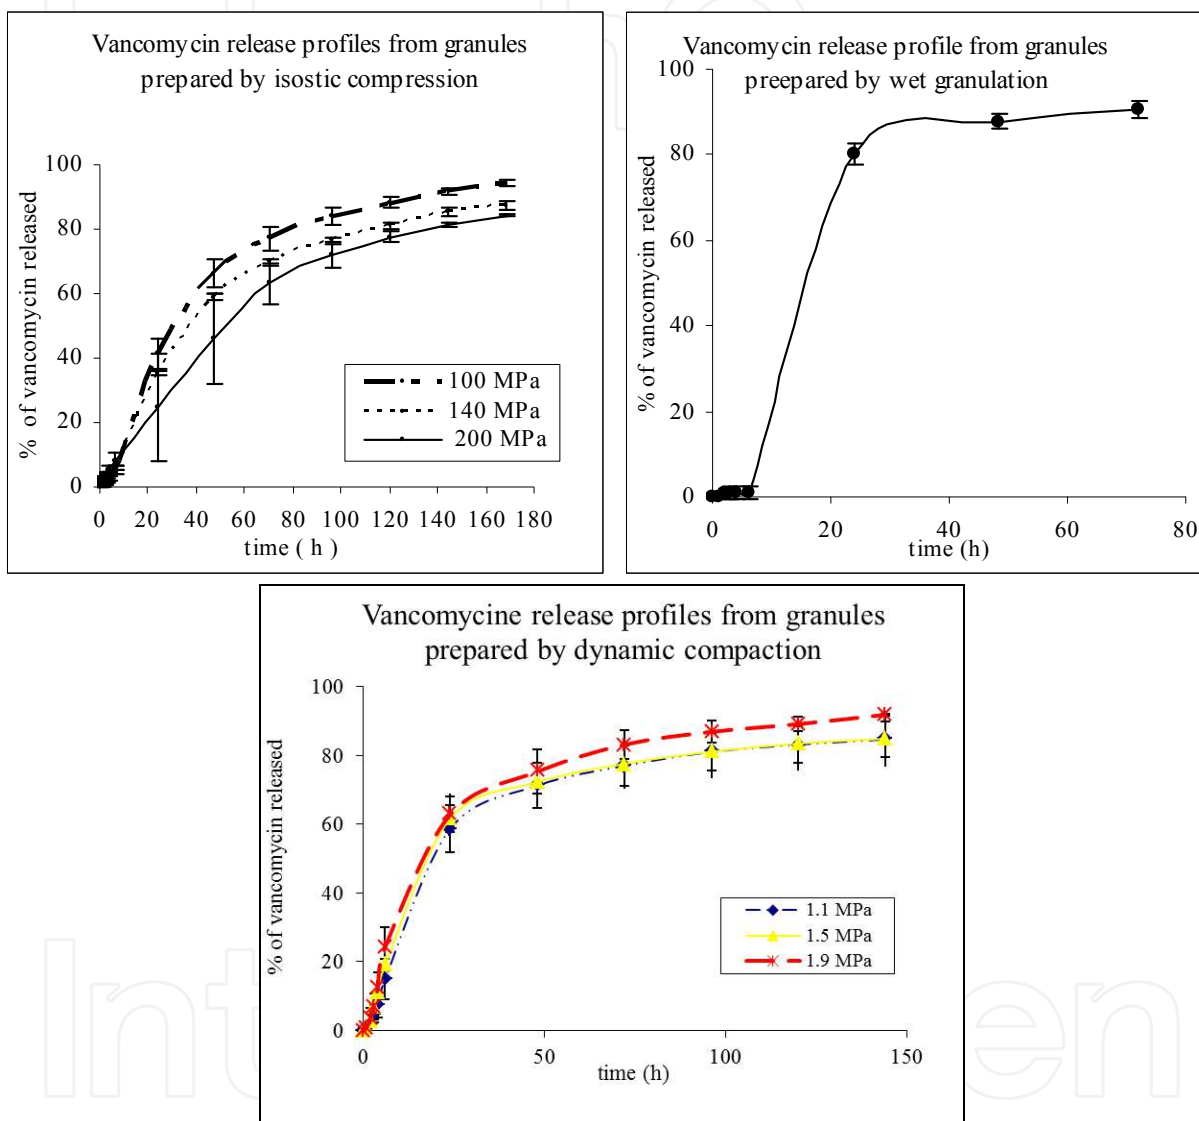 Vancomycin release profiles from granules
prepared by isostic compression
% of vancomycin released
100
80
60
40
20
0
0 20 40 60 80 100 120 140 160 180
time ( h )
100 MPa
140 MPa
200 MPa
Vancomycin release profile from granules
preepared by wet granulation
% of vancomycin released
100
80
60
40
20
0
0 20 40 60 80
time (h)
Vancomycine release profiles from granules
prepared by dynamic compaction
% of vancomycin released
100
80
60
40
20
0
0 50 100 150
time (h)
1.1 MPa
1.5 MPa
1.9 MPa